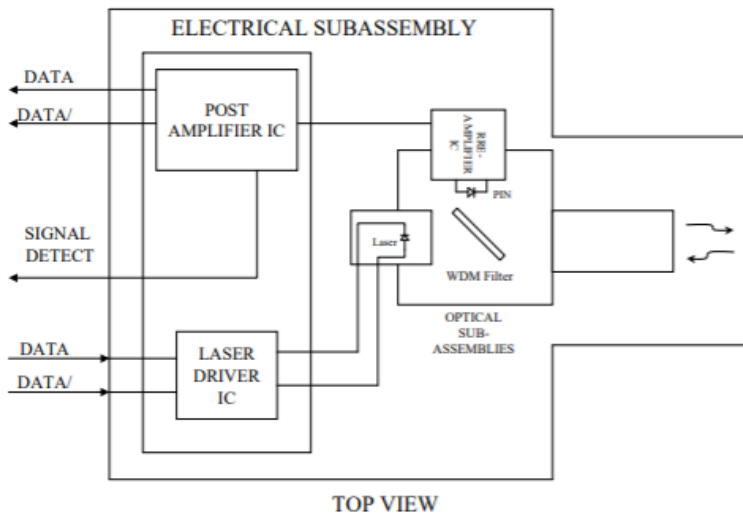 ELECTRICAL SUBASSEMBLY
DATA
DATA/
POST
AMPLIFIER IC
RRE-
AMPLIFIER
IC
PIN
SIGNAL
DETECT
Laser
WDM Filter
OPTICAL
SUB-
ASSEMBLIES
DATA
DATA/
LASER
DRIVER
IC
TOP VIEW